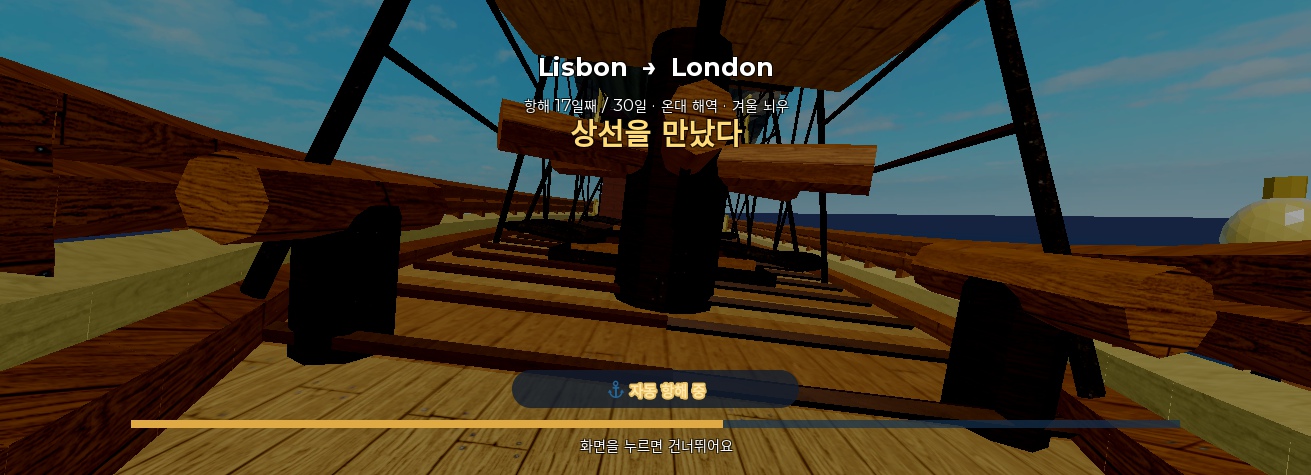 Lisbon → London
항해 17일째 / 30일 · 온대 해역 · 겨울 뇌우
상선을 만났다
⚓ 자동 항해 중
화면을 누르면 건너뛰어요